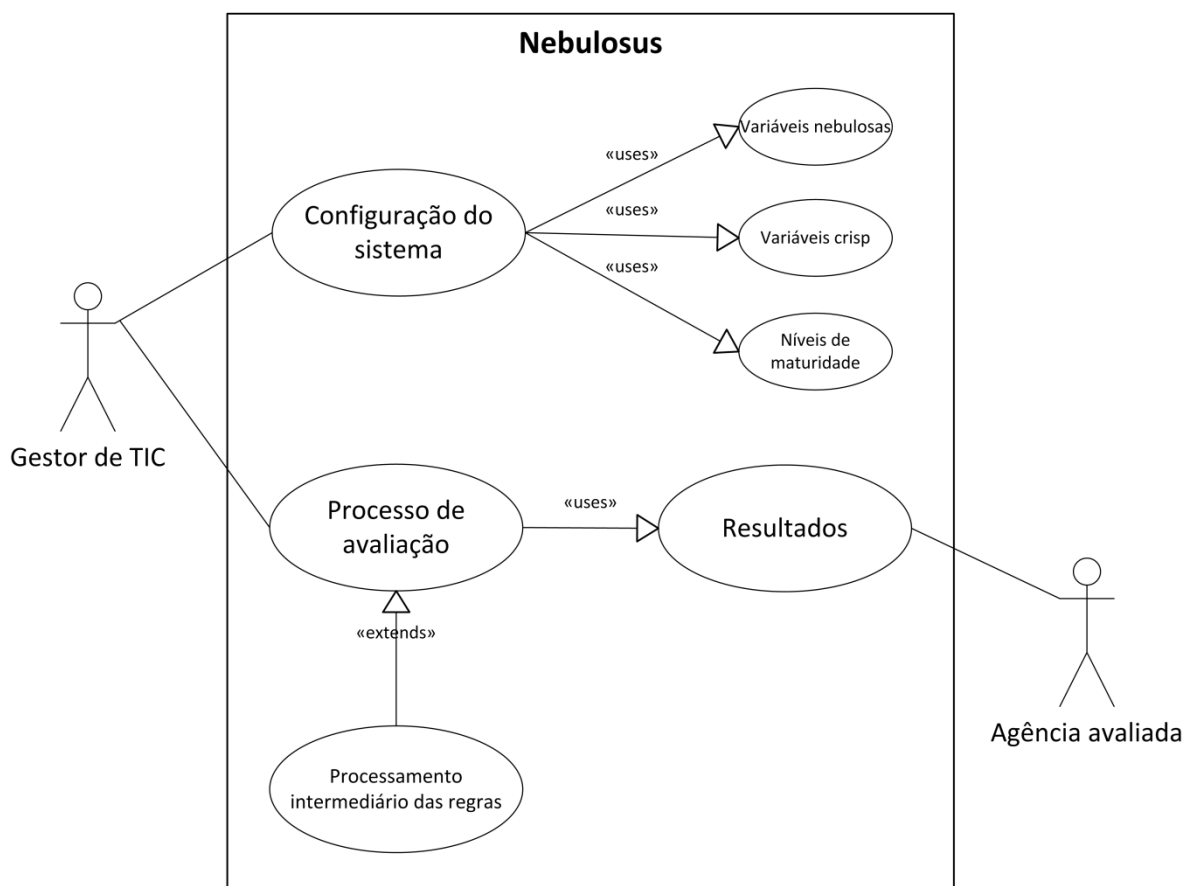 Nebulosus
Variáveis nebulosas
«uses»
Configuração do
sistema
«uses»
Variáveis crisp
«uses»
Níveis de
maturidade
Gestor de TIC
Processo de
avaliação
«uses»
Resultados
«extends»
Agência avaliada
Processamento
intermediário das regras